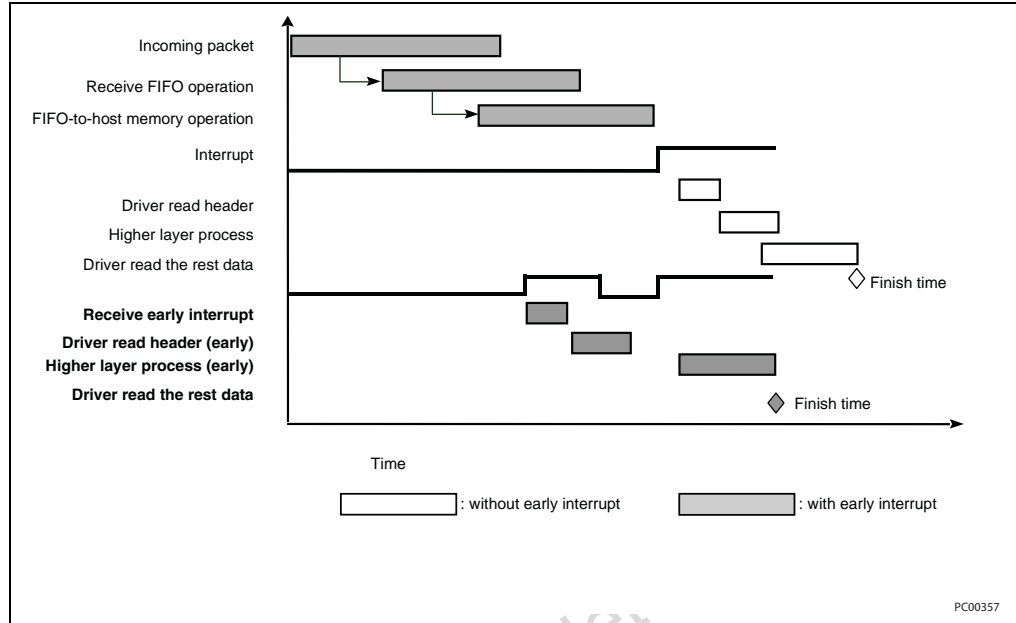 Incoming packet
Receive FIFO operation
FIFO-to-host memory operation
Interrupt
Driver read header
Higher layer process
Driver read the rest data
Finish time
Receive early interrupt
Driver read header (early)
Higher layer process (early)
Driver read the rest data
Finish time
Time
: without early interrupt
: with early interrupt
PC00357